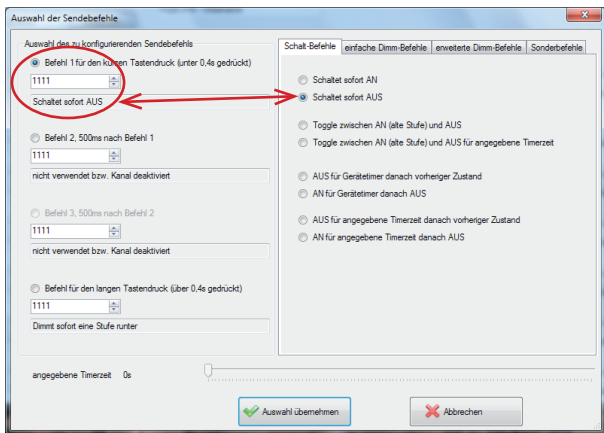 Auswahl der Sendebefehle
Auswahl des zu konfigurierenden Sendebefehls
Befehl 1 für den kurzen Tastendruck (unter 0,4s gedrückt)
1111
Schaltet sofort AUS
Befehl 2, 500ms nach Befehl 1
1111
nicht verwendet bzw. Kanal deaktiviert
Befehl 3, 500ms nach Befehl 2
1111
nicht verwendet bzw. Kanal deaktiviert
Befehl für den langen Tastendruck (über 0,4s gedrückt)
1111
Dimmt sofort eine Stufe runter
Schalt-Befehle einfache Dimm-Befehle erweiterte Dimm-Befehle Sonderbefehle
Schaltet sofort AN
Schaltet sofort AUS
Toggle zwischen AN (alte Stufe) und AUS
Toggle zwischen AN (alte Stufe) und AUS für angegebene Timerzeit
AUS für Gerätetimer danach vorheriger Zustand
AN für Gerätetimer danach AUS
AUS für angegebene Timerzeit danach vorheriger Zustand
AN für angegebene Timerzeit danach AUS
angegebene Timerzeit 0s
Auswahl übernehmen
Abbrechen